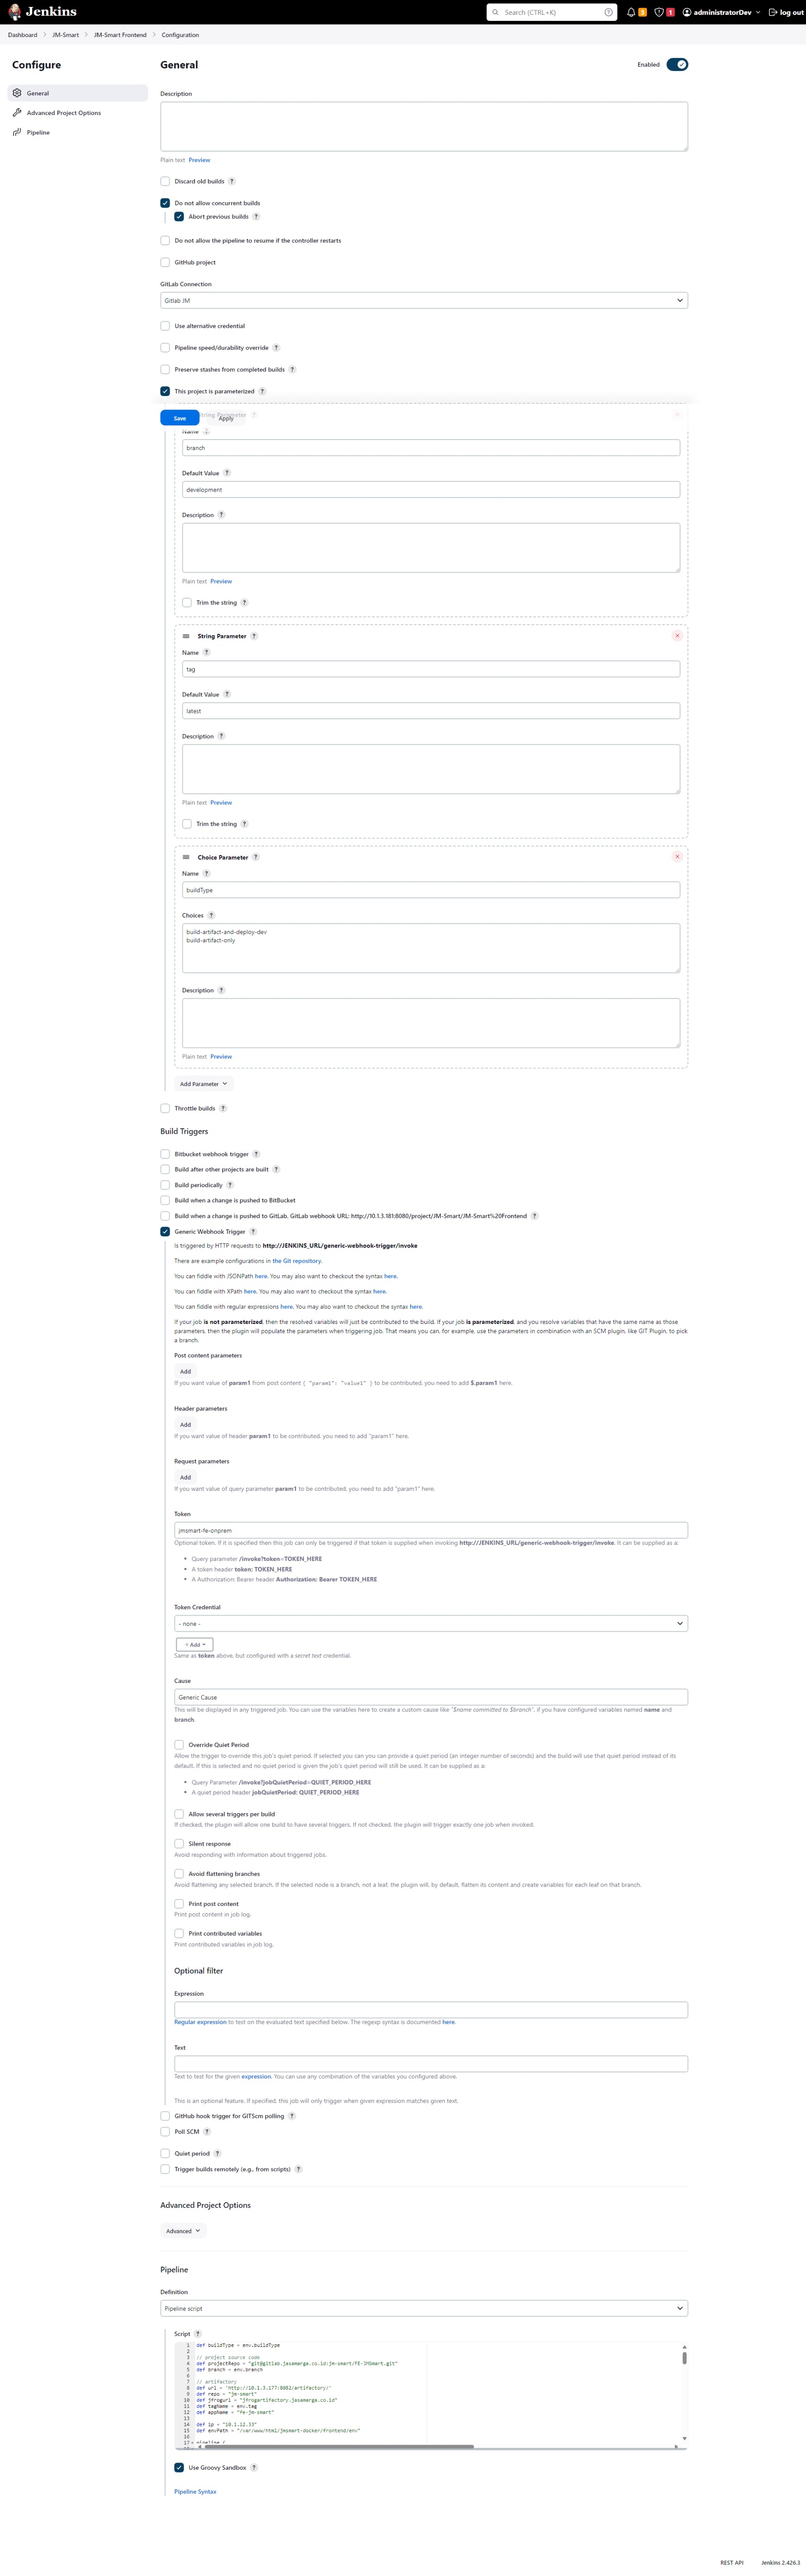 Jenkins
Search (CTRL+K)
3
1
administratorDev
log out
Dashboard
JM-Smart
JM-Smart Frontend
Configuration
Configure
General
Advanced Project Options
Pipeline
General
Enabled
Description
Plain text Preview
Discard old builds ?
Do not allow concurrent builds
Abort previous builds ?
Do not allow the pipeline to resume if the controller restarts
GitHub project
GitLab Connection
Gitlab JM
Use alternative credential
Pipeline speed/durability override ?
Preserve stashes from completed builds ?
This project is parameterized ?
String Parameter ?
Save
Apply
Name
branch
Default Value ?
development
Description ?
Plain text Preview
Trim the string ?
String Parameter ?
Name ?
tag
Default Value ?
latest
Description ?
Plain text Preview
Trim the string ?
Choice Parameter ?
Name ?
buildType
Choices ?
build-artifact-and-deploy-dev
build-artifact-only
Description ?
Plain text Preview
Add Parameter
Throttle builds ?
Build Triggers
Bitbucket webhook trigger ?
Build after other projects are built ?
Build periodically ?
Build when a change is pushed to BitBucket
Build when a change is pushed to GitLab. GitLab webhook URL: http://10.1.3.181:8080/project/JM-Smart/JM-Smart%20Frontend ?
Generic Webhook Trigger ?
Is triggered by HTTP requests to http://JENKINS_URL/generic-webhook-trigger/invoke
There are example configurations in the Git repository.
You can fiddle with JSONPath here. You may also want to checkout the syntax here.
You can fiddle with XPath here. You may also want to checkout the syntax here.
You can fiddle with regular expressions here. You may also want to checkout the syntax here.
If your job is not parameterized, then the resolved variables will just be contributed to the build. If your job is parameterized, and you resolve variables that have the same name as those
parameters, then the plugin will populate the parameters when triggering job. That means you can, for example, use the parameters in combination with an SCM plugin, like GIT Plugin, to pick
a branch.
Post content parameters
Add
If you want value of param1 from post content { "param1": "value1" } to be contributed, you need to add $.param1 here.
Header parameters
Add
If you want value of header param1 to be contributed, you need to add "param1" here.
Request parameters
Add
If you want value of query parameter param1 to be contributed, you need to add "param1" here.
Token
jmsmart-fe-onprem
Optional token. If it is specified then this job can only be triggered if that token is supplied when invoking http://JENKINS_URL/generic-webhook-trigger/invoke. It can be supplied as a:
Query parameter /invoke?token=TOKEN_HERE
A token header token: TOKEN_HERE
A Authorization: Bearer header Authorization: Bearer TOKEN_HERE
Token Credential
- none -
+ Add
Same as token above, but configured with a secret text credential.
Cause
Generic Cause
This will be displayed in any triggered job. You can use the variables here to create a custom cause like "$name committed to $branch", if you have configured variables named name and
branch.
Override Quiet Period
Allow the trigger to override this job's quiet period. If selected you can you can provide a quiet period (an integer number of seconds) and the build will use that quiet period instead of its
default. If this is selected and no quiet period is given the job's quiet period will still be used. It can be supplied as a:
Query Parameter /invoke?jobQuietPeriod=QUIET_PERIOD_HERE
A quiet period header jobQuietPeriod: QUIET_PERIOD_HERE
Allow several triggers per build
If checked, the plugin will allow one build to have several triggers. If not checked, the plugin will trigger exactly one job when invoked.
Silent response
Avoid responding with information about triggered jobs.
Avoid flattening branches
Avoid flattening any selected branch. If the selected node is a branch, not a leaf, the plugin will, by default, flatten its content and create variables for each leaf on that branch.
Print post content
Print post content in job log.
Print contributed variables
Print contributed variables in job log.
Optional filter
Expression
Regular expression to test on the evaluated text specified below. The regexp syntax is documented here.
Text
Text to test for the given expression. You can use any combination of the variables you configured above.
This is an optional feature. If specified, this job will only trigger when given expression matches given text.
GitHub hook trigger for GITScm polling ?
Poll SCM ?
Quiet period ?
Trigger builds remotely (e.g., from scripts) ?
Advanced Project Options
Advanced
Pipeline
Definition
Pipeline script
Script ?
1 def buildType = env.buildType
2
3 // project source code
4 def projectRepo = "git@gitlab.jasamarga.co.id:jm-smart/FE-JMSmart.git"
5 def branch = env.branch
6
7 // artifactory
8 def url = 'http://10.1.3.177:8082/artifactory/'
9 def repo = "jm-smart"
10 def jfrogurl = "jfrogartifactory.jasamarga.co.id"
11 def tagName = env.tag
12 def appName = "fe-jm-smart"
13
14 def ip = "10.1.12.33"
15 def envPath = "/var/www/html/jmsmart-docker/frontend/env"
16
17 pipeline {
Use Groovy Sandbox ?
Pipeline Syntax
REST API
Jenkins 2.426.3